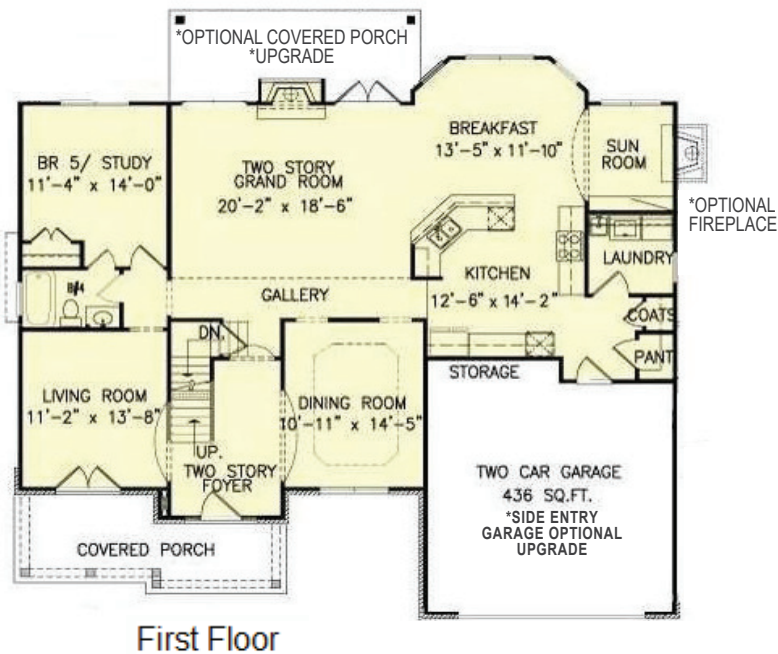 *OPTIONAL COVERED PORCH
*UPGRADE
BREAKFAST
13'-5" x 11'-10"
SUN
ROOM
BR 5/ STUDY
11'-4" x 14'-0"
TWO STORY
GRAND ROOM
20'-2" x 18'-6"
*OPTIONAL
FIREPLACE
LAUNDRY
KITCHEN
12'-6" x 14'-2"
GALLERY
COATS
DN.
PANT
STORAGE
LIVING ROOM
11'-2" x 13'-8"
DINING ROOM
10'-11" x 14'-5"
UP.
TWO STORY
FOYER
TWO CAR GARAGE
436 SQ.FT.
*SIDE ENTRY
GARAGE OPTIONAL
UPGRADE
COVERED PORCH
First Floor